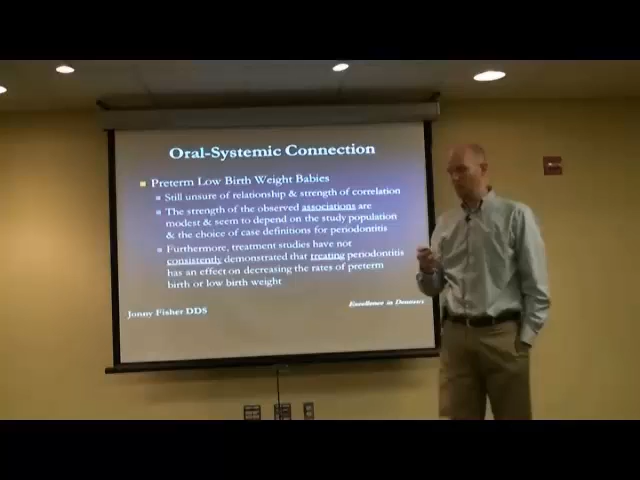 Oral-Systemic Connection
Preterm Low Birth Weight Babies
Still unsure of relationship & strength of correlation
The strength of the observed associations are
modest & seem to depend on the study population
& the choice of case definitions for periodontitis
Furthermore, treatment studies have not
consistently demonstrated that treating periodontitis
has an effect on decreasing the rates of preterm
birth or low birth weight
Excellence in Dentistry
Jonny Fisher DDS